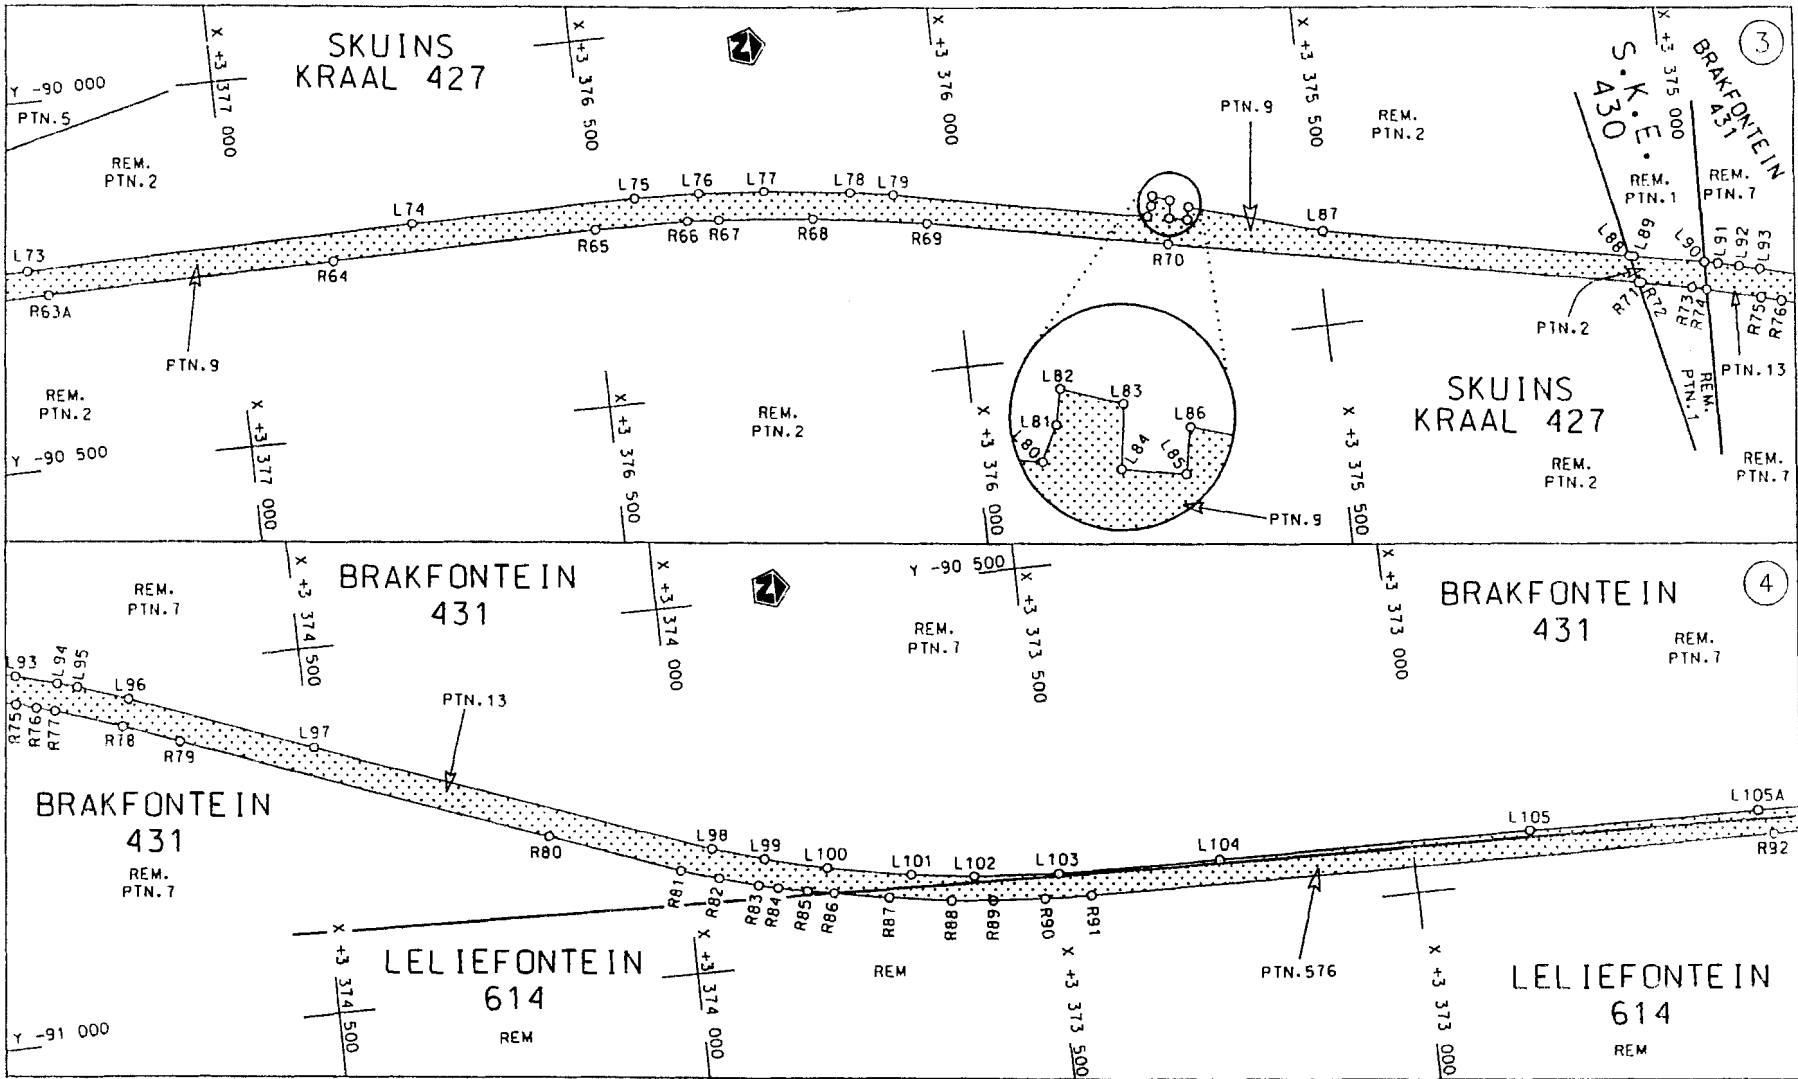 3
SKUINS
KRAAL 427
X +3 377 000
X +3 376 500
X +3 376 000
X +3 375 500
X +3 375 000
N
Y -90 000
PTN.5
REM.
PTN.2
PTN.9
REM.
PTN.2
S.K.E.
430
BRAKFONTEIN
431
REM.
PTN.1
REM.
PTN.7
L73
L74
L75
L76
L77
L78
L79
L87
L88
L89
L90
L91
L92
L93
R63A
R64
R65
R66
R67
R68
R69
R70
R71
R72
R73
R74
R75
R76
PTN.9
PTN.2
PTN.13
REM.
PTN.2
REM.
PTN.2
L80
L81
L82
L83
L84
L85
L86
PTN.9
SKUINS
KRAAL 427
REM.
PTN.2
REM.
PTN.1
REM.
PTN.7
Y -90 500
X +3 377 000
X +3 376 500
X +3 376 000
X +3 375 500
4
REM.
PTN.7
BRAKFONTEIN
431
N
Y -90 500
X +3 374 500
X +3 374 000
X +3 373 500
X +3 373 000
BRAKFONTEIN
431
REM.
PTN.7
REM.
PTN.7
L93
L94
L95
L96
L97
L98
L99
L100
L101
L102
L103
L104
L105
L105A
PTN.13
R75
R76
R77
R78
R79
R80
R81
R82
R83
R84
R85
R86
R87
R88
R89
R90
R91
R92
BRAKFONTEIN
431
REM.
PTN.7
LELIEFONTEIN
614
REM
REM
PTN.576
LELIEFONTEIN
614
REM
Y -91 000
X +3 374 500
X +3 374 000
X +3 373 500
X +3 373 000